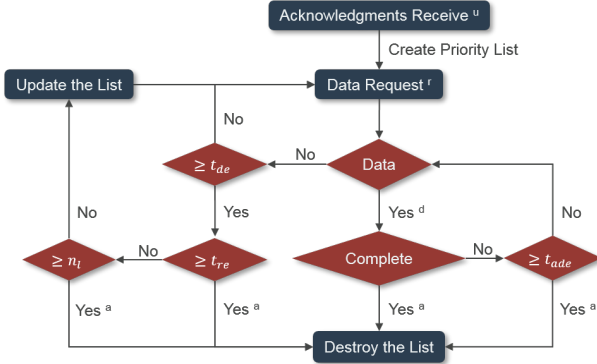 Acknowledgments Receive ᵘ
Create Priority List
Update the List
Data Request ʳ
No
≥ t_de
No
Data
Yes
Yes ᵈ
No
No
≥ n_l
No
≥ t_re
Complete
No
≥ t_ade
Yes ᵃ
Yes ᵃ
Yes ᵃ
Yes ᵃ
Destroy the List